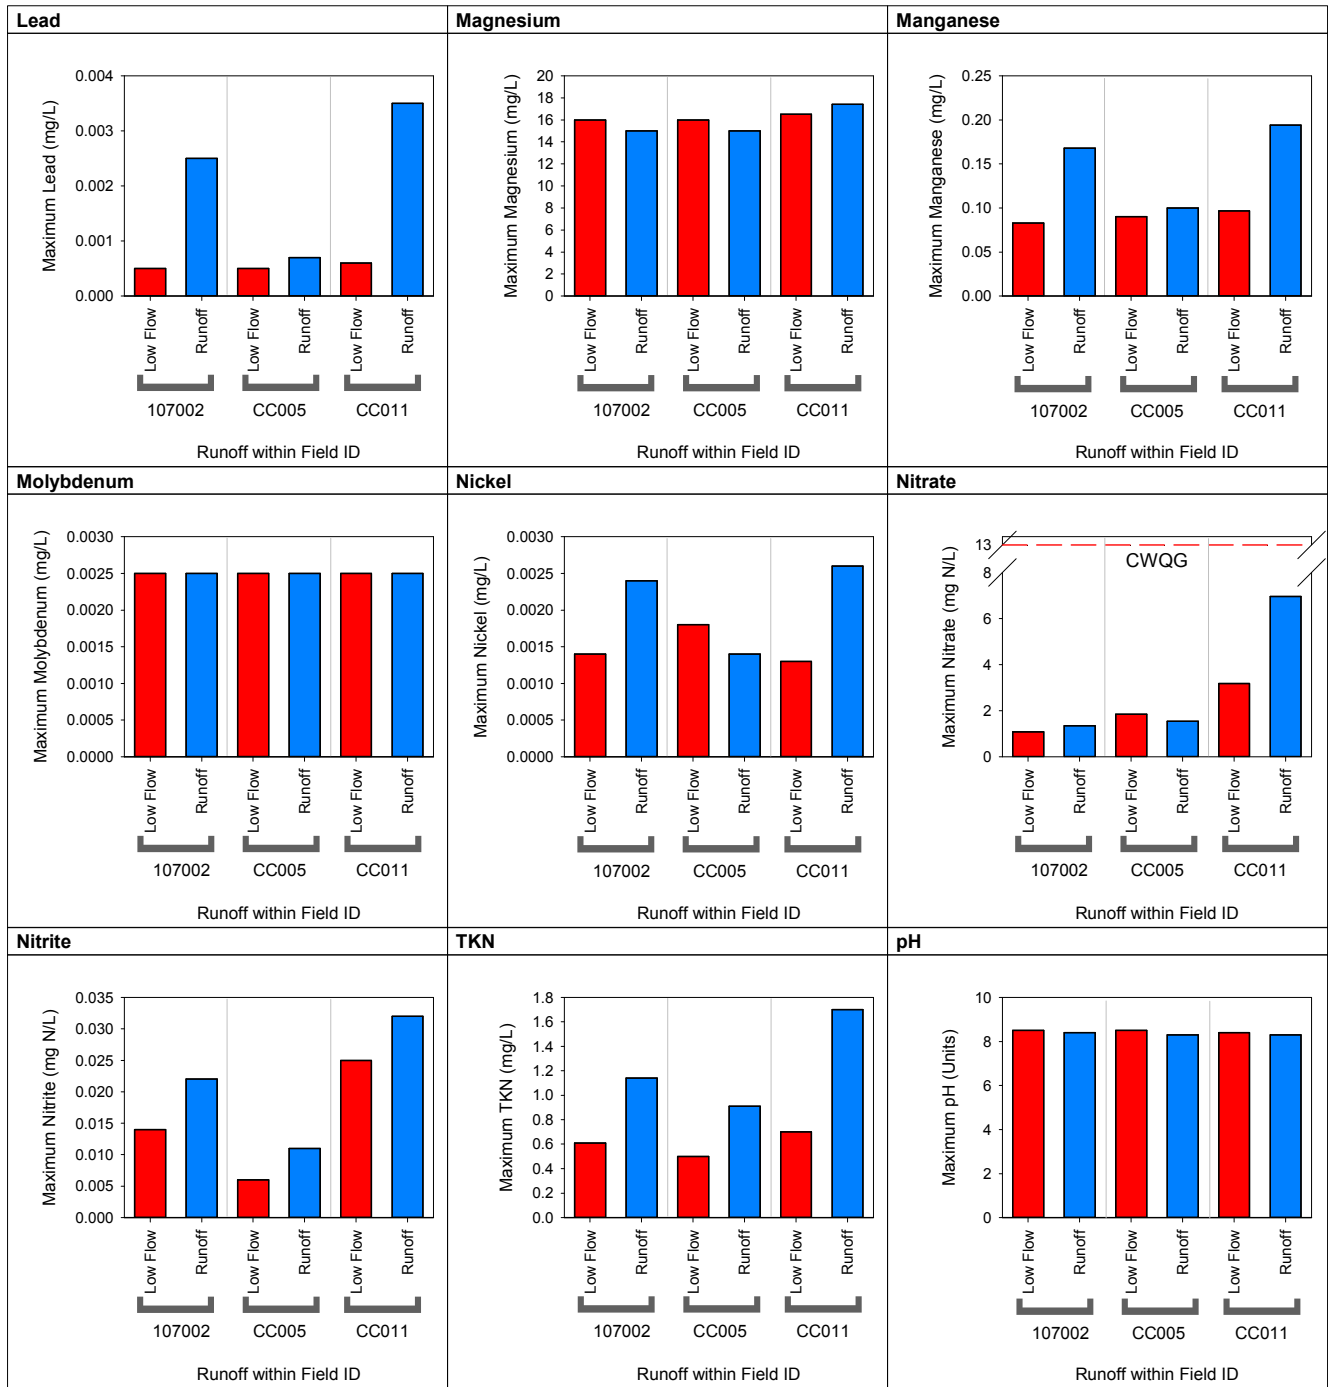 Lead
Maximum Lead (mg/L)
0.004
0.003
0.002
0.001
0.000
Low Flow
Runoff
Low Flow
Runoff
Low Flow
Runoff
107002
CC005
CC011
Runoff within Field ID
Magnesium
Maximum Magnesium (mg/L)
20
18
16
14
12
10
8
6
4
2
0
Low Flow
Runoff
Low Flow
Runoff
Low Flow
Runoff
107002
CC005
CC011
Runoff within Field ID
Manganese
Maximum Manganese (mg/L)
0.25
0.20
0.15
0.10
0.05
0.00
Low Flow
Runoff
Low Flow
Runoff
Low Flow
Runoff
107002
CC005
CC011
Runoff within Field ID
Molybdenum
Maximum Molybdenum (mg/L)
0.0030
0.0025
0.0020
0.0015
0.0010
0.0005
0.0000
Low Flow
Runoff
Low Flow
Runoff
Low Flow
Runoff
107002
CC005
CC011
Runoff within Field ID
Nickel
Maximum Nickel (mg/L)
0.0030
0.0025
0.0020
0.0015
0.0010
0.0005
0.0000
Low Flow
Runoff
Low Flow
Runoff
Low Flow
Runoff
107002
CC005
CC011
Runoff within Field ID
Nitrate
Maximum Nitrate (mg N/L)
13
CWQG
8
6
4
2
0
Low Flow
Runoff
Low Flow
Runoff
Low Flow
Runoff
107002
CC005
CC011
Runoff within Field ID
Nitrite
Maximum Nitrite (mg N/L)
0.035
0.030
0.025
0.020
0.015
0.010
0.005
0.000
Low Flow
Runoff
Low Flow
Runoff
Low Flow
Runoff
107002
CC005
CC011
Runoff within Field ID
TKN
Maximum TKN (mg/L)
1.8
1.6
1.4
1.2
1.0
0.8
0.6
0.4
0.2
0.0
Low Flow
Runoff
Low Flow
Runoff
Low Flow
Runoff
107002
CC005
CC011
Runoff within Field ID
pH
Maximum pH (Units)
10
8
6
4
2
0
Low Flow
Runoff
Low Flow
Runoff
Low Flow
Runoff
107002
CC005
CC011
Runoff within Field ID